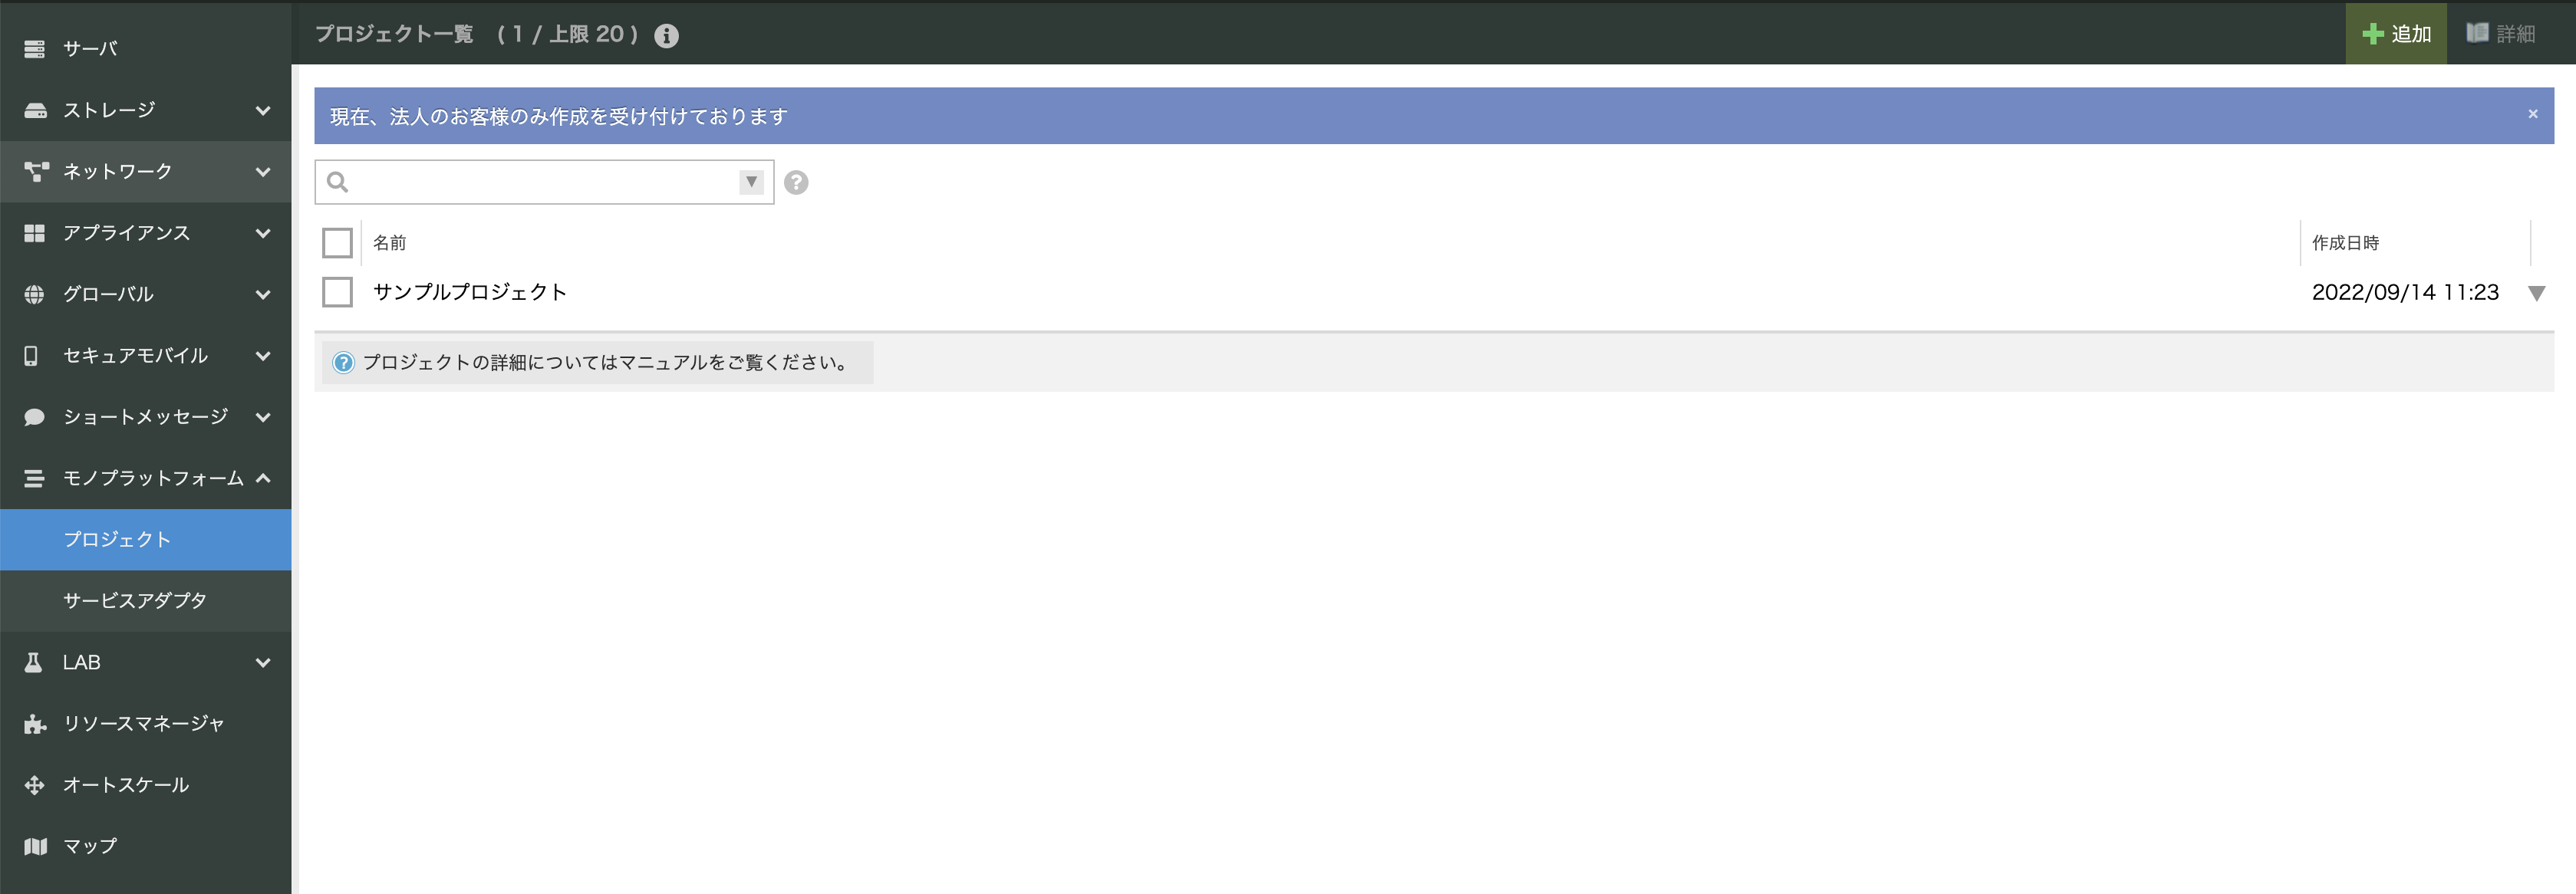 サーバ
ストレージ
ネットワーク
アプライアンス
グローバル
セキュアモバイル
ショートメッセージ
モノプラットフォーム
プロジェクト
サービスアダプタ
LAB
リソースマネージャ
オートスケール
マップ
プロジェクト一覧 ( 1 / 上限 20 )
追加
詳細
現在、法人のお客様のみ作成を受け付けております
名前 作成日時
サンプルプロジェクト 2022/09/14 11:23
プロジェクトの詳細についてはマニュアルをご覧ください。